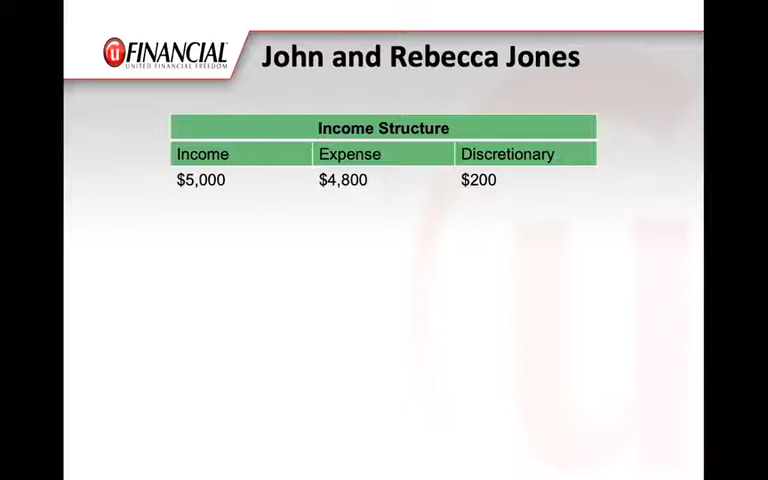 u FINANCIAL
UNITED FINANCIAL FREEDOM
John and Rebecca Jones
Income Structure
Income Expense Discretionary
$5,000 $4,800 $200
u